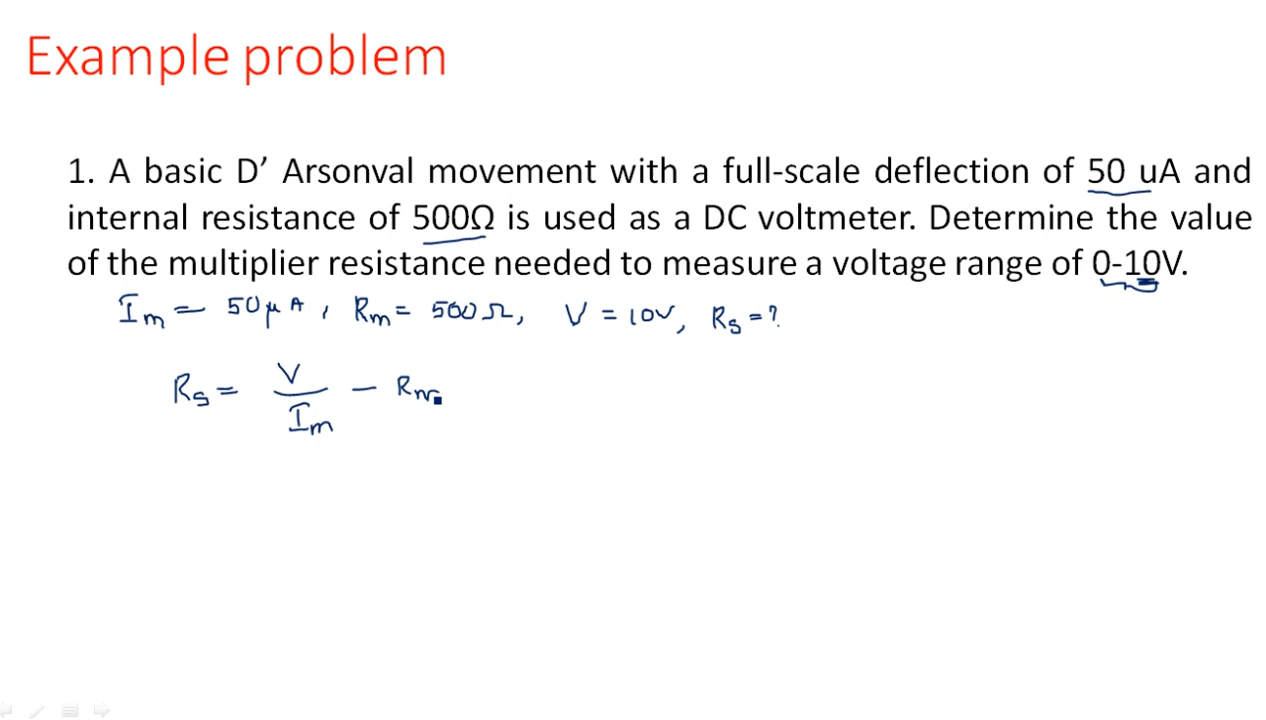 Example problem
1. A basic D’ Arsonval movement with a full-scale deflection of 50 uA and
internal resistance of 500Ω is used as a DC voltmeter. Determine the value
of the multiplier resistance needed to measure a voltage range of 0-10V.
Im = 50μA, Rm = 500Ω, V = 10V, Rs = ?
Rs = V/Im - Rm